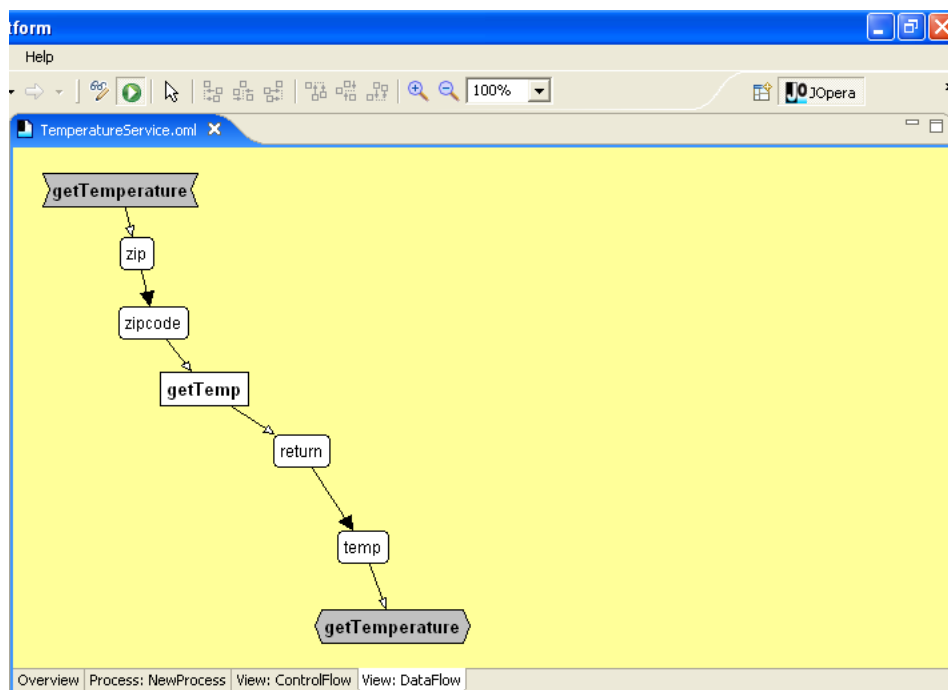 tform
Help
100%
JOpera
TemperatureService.oml
getTemperature
zip
zipcode
getTemp
return
temp
getTemperature
Overview
Process: NewProcess
View: ControlFlow
View: DataFlow